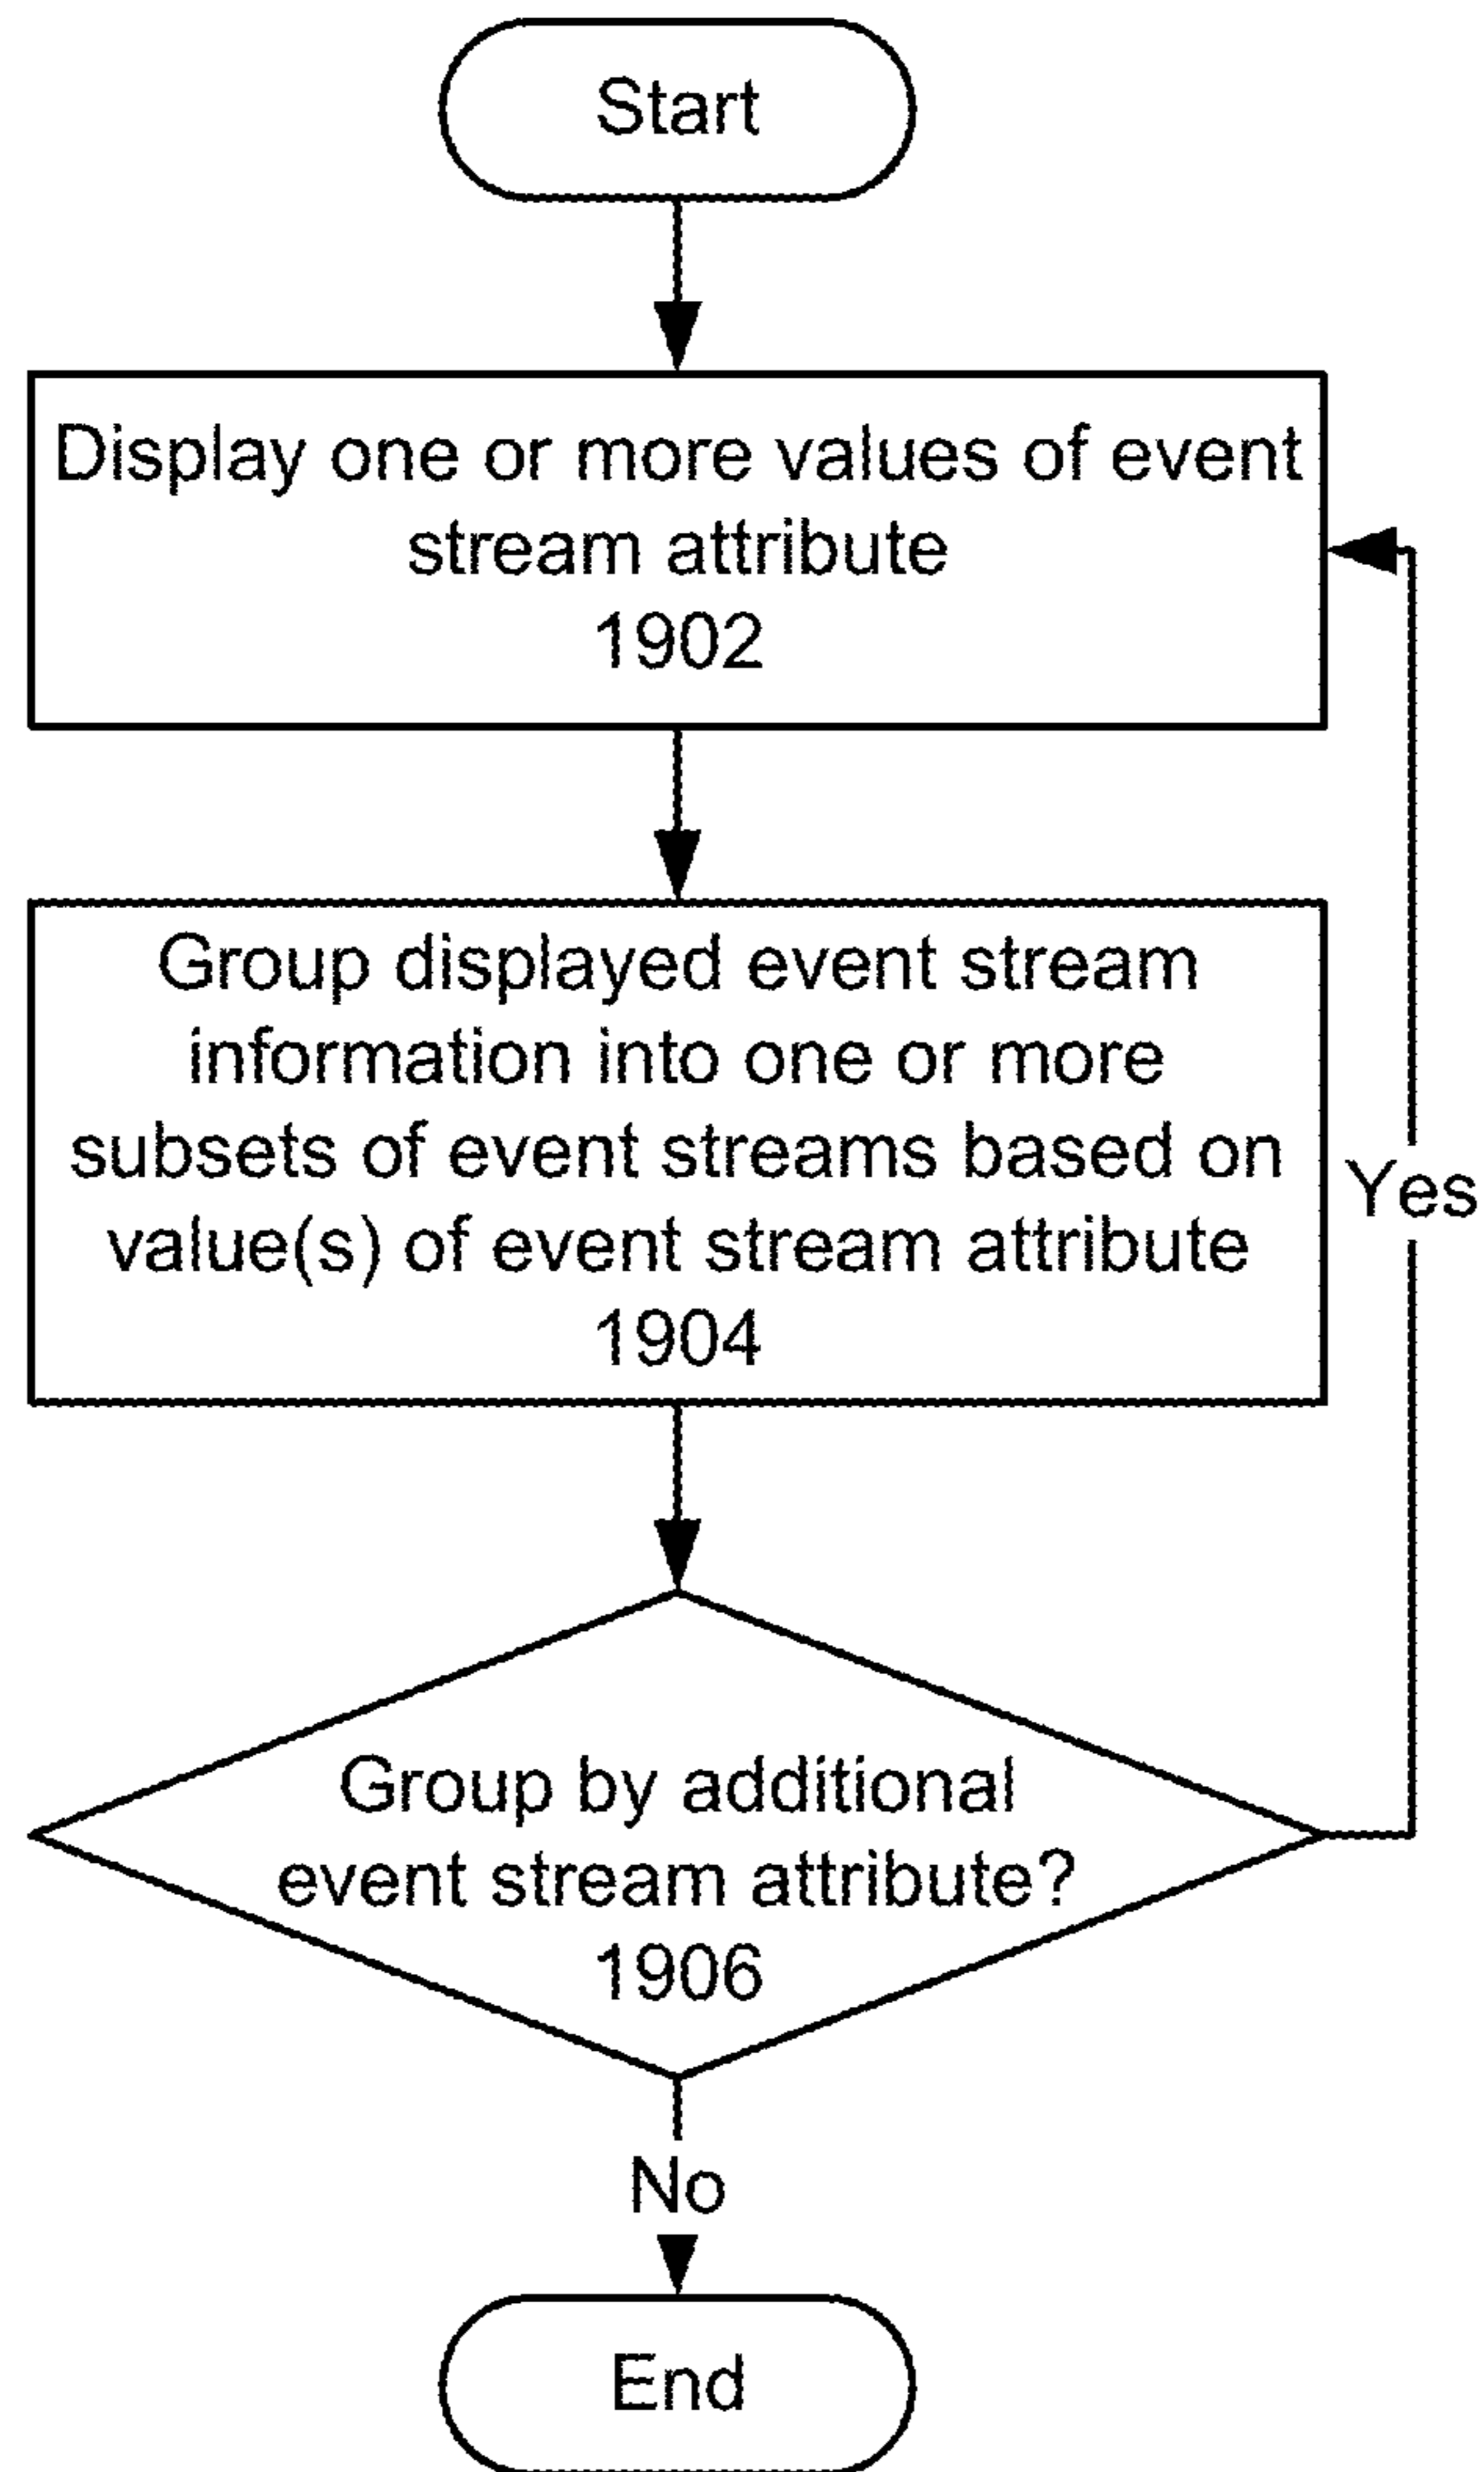 Start
Display one or more values of event
stream attribute
1902
Group displayed event stream
information into one or more
subsets of event streams based on
value(s) of event stream attribute
1904
Yes
Group by additional
event stream attribute?
1906
No
End